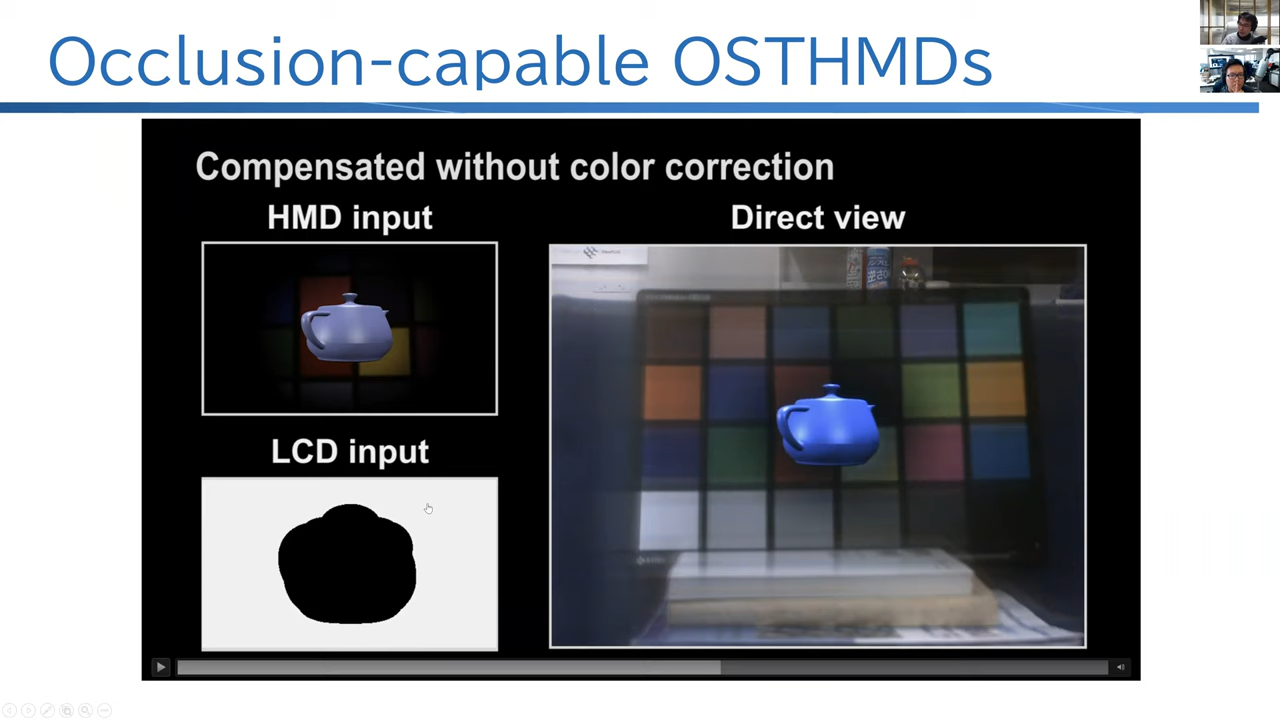 Occlusion-capable OSTHMDs
Compensated without color correction
HMD input
Direct view
LCD input